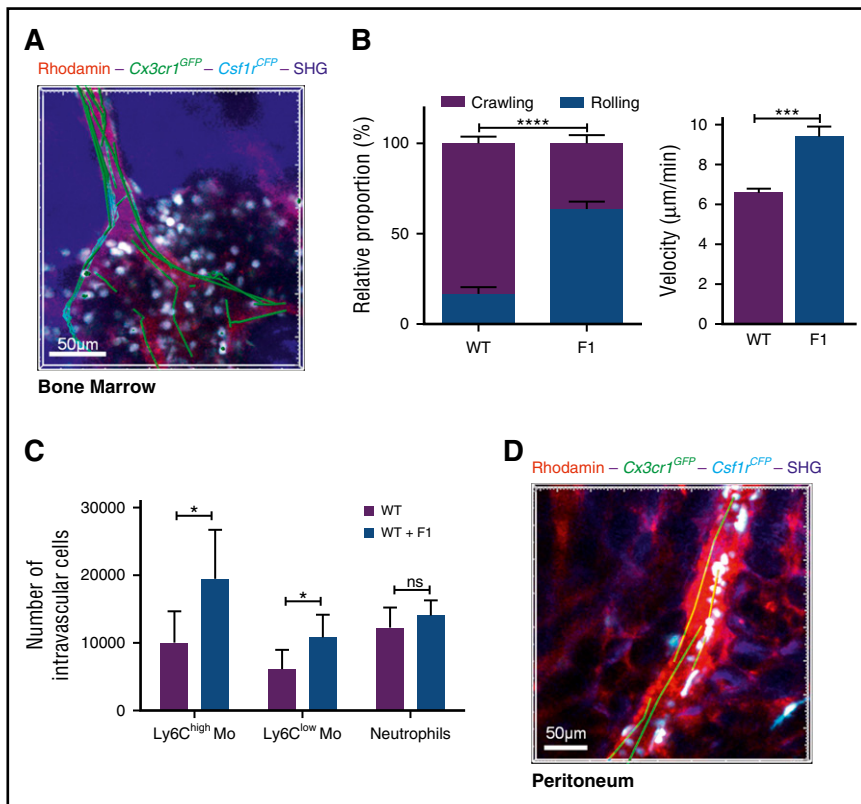 A
Rhodamin – Cx3cr1GFP – Csf1rCFP – SHG
50µm
Bone Marrow
B
Crawling
Rolling
Relative proportion (%)
100
50
0
****
WT
F1
Velocity (µm/min)
10
8
6
4
2
0
***
WT
F1
C
Number of
intravascular cells
30000
20000
10000
0
*
*
ns
WT
WT + F1
Ly6Chigh Mo
Ly6Clow Mo
Neutrophils
D
Rhodamin – Cx3cr1GFP – Csf1rCFP – SHG
50µm
Peritoneum